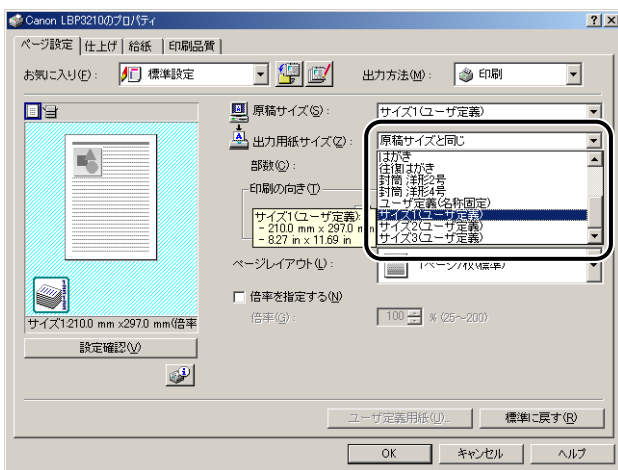 Canon LBP3210のプロパティ
ページ設定 仕上げ 給紙 印刷品質
お気に入り(F): 標準設定 出力方法(M): 印刷
原稿サイズ(S): サイズ1(ユーザ定義)
出力用紙サイズ(Z): 原稿サイズと同じ
はがき
部数(C): 往復はがき
封筒 洋形2号
印刷の向き(T) 封筒 洋形4号
ユーザ定義(名称固定)
サイズ1(ユーザ定義): サイズ1(ユーザ定義)
- 210.0 mm x 297.0 m サイズ2(ユーザ定義)
- 8.27 in x 11.69 in サイズ3(ユーザ定義)
ページレイアウト(L): 1ページ/枚(標準)
倍率を指定する(N)
倍率(G): 100 % (25~200)
サイズ1:210.0 mm x297.0 mm(倍率
設定確認(V)
ユーザ定義用紙(U)... 標準に戻す(R)
OK キャンセル ヘルプ